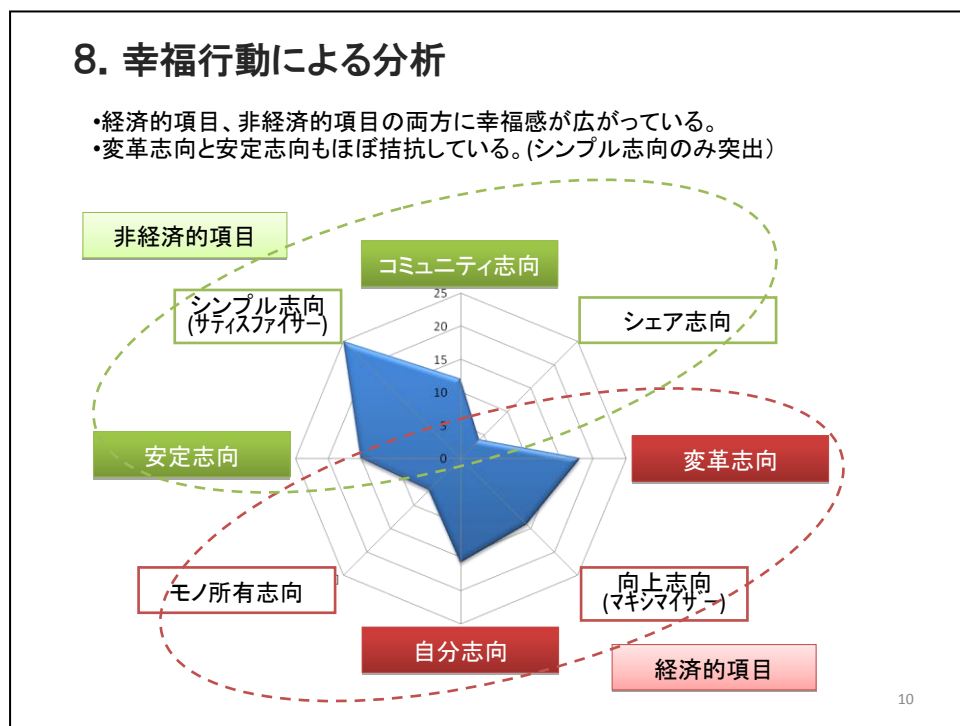 8. 幸福行動による分析
•経済的項目、非経済的項目の両方に幸福感が広がっている。
•変革志向と安定志向もほぼ拮抗している。(シンプル志向のみ突出)
非経済的項目
コミュニティ志向
シンプル志向
(サティスファイサー)
シェア志向
25
20
15
10
5
0
安定志向
変革志向
モノ所有志向
向上志向
(マキシマイザー)
自分志向
経済的項目
10